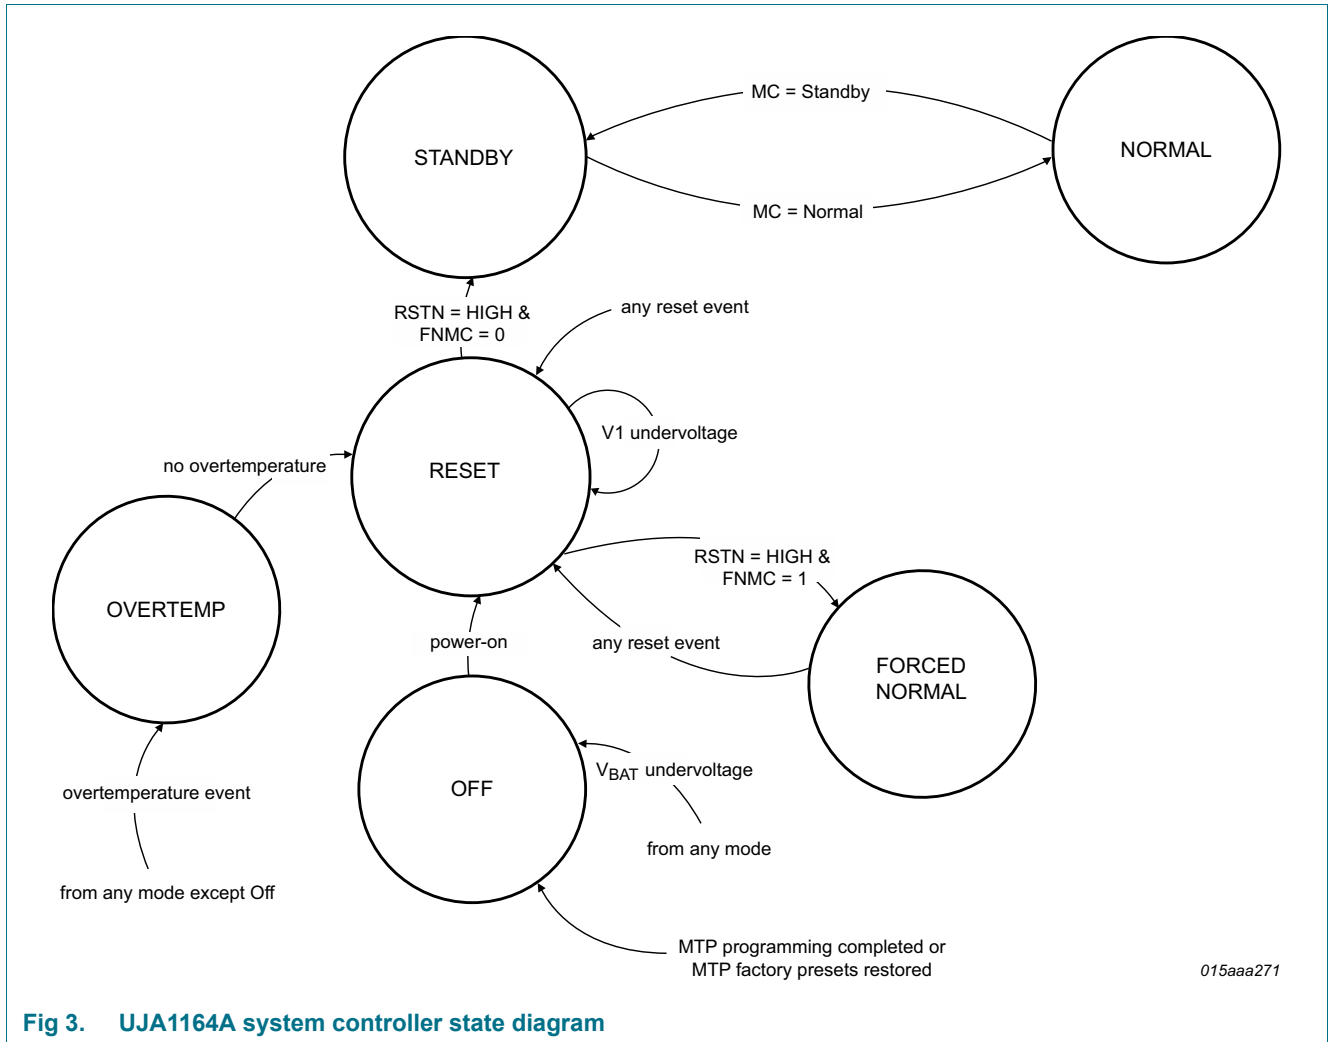 MC = Standby
STANDBY
NORMAL
MC = Normal
RSTN = HIGH &
FNMC = 0
any reset event
V1 undervoltage
no overtemperature
RESET
RSTN = HIGH &
FNMC = 1
OVERTEMP
power-on
any reset event
FORCED
NORMAL
VBAT undervoltage
OFF
overtemperature event
from any mode
from any mode except Off
MTP programming completed or
MTP factory presets restored
015aaa271
Fig 3. UJA1164A system controller state diagram